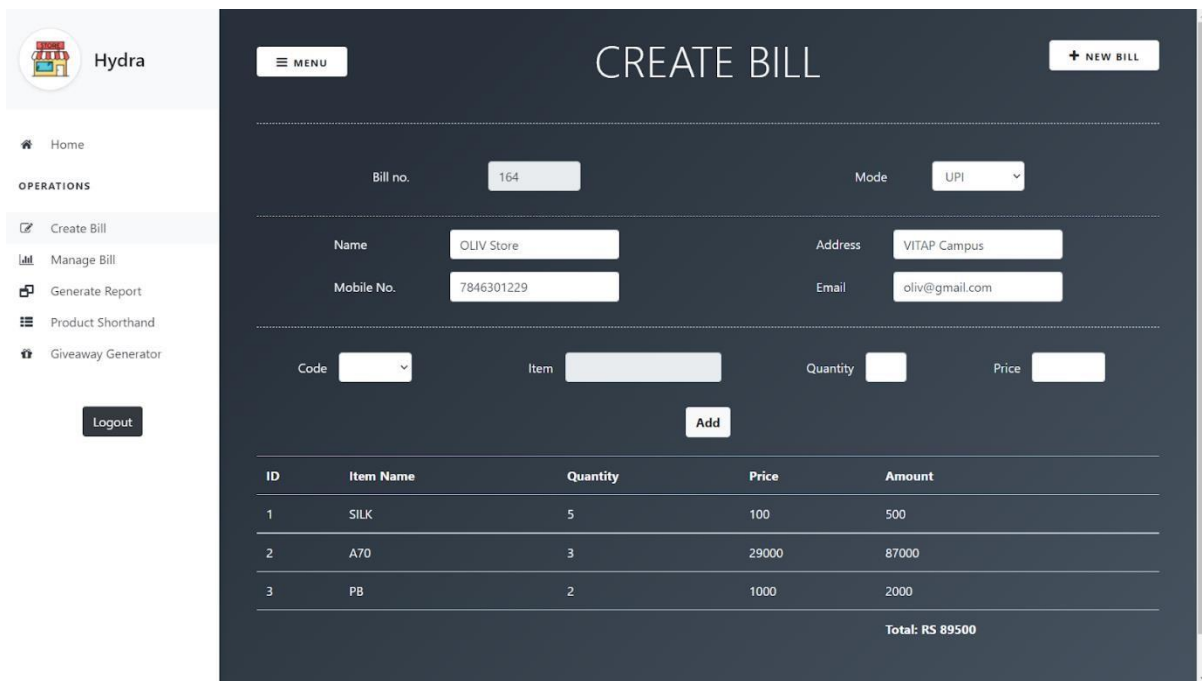 Hydra
Home
OPERATIONS
Create Bill
Manage Bill
Generate Report
Product Shorthand
Giveaway Generator
Logout
MENU
CREATE BILL
+ NEW BILL
Bill no. 164 Mode UPI
Name OLIV Store Address VITAP Campus
Mobile No. 7846301229 Email oliv@gmail.com
Code Item Quantity Price
Add
ID Item Name Quantity Price Amount
1 SILK 5 100 500
2 A70 3 29000 87000
3 PB 2 1000 2000
Total: RS 89500